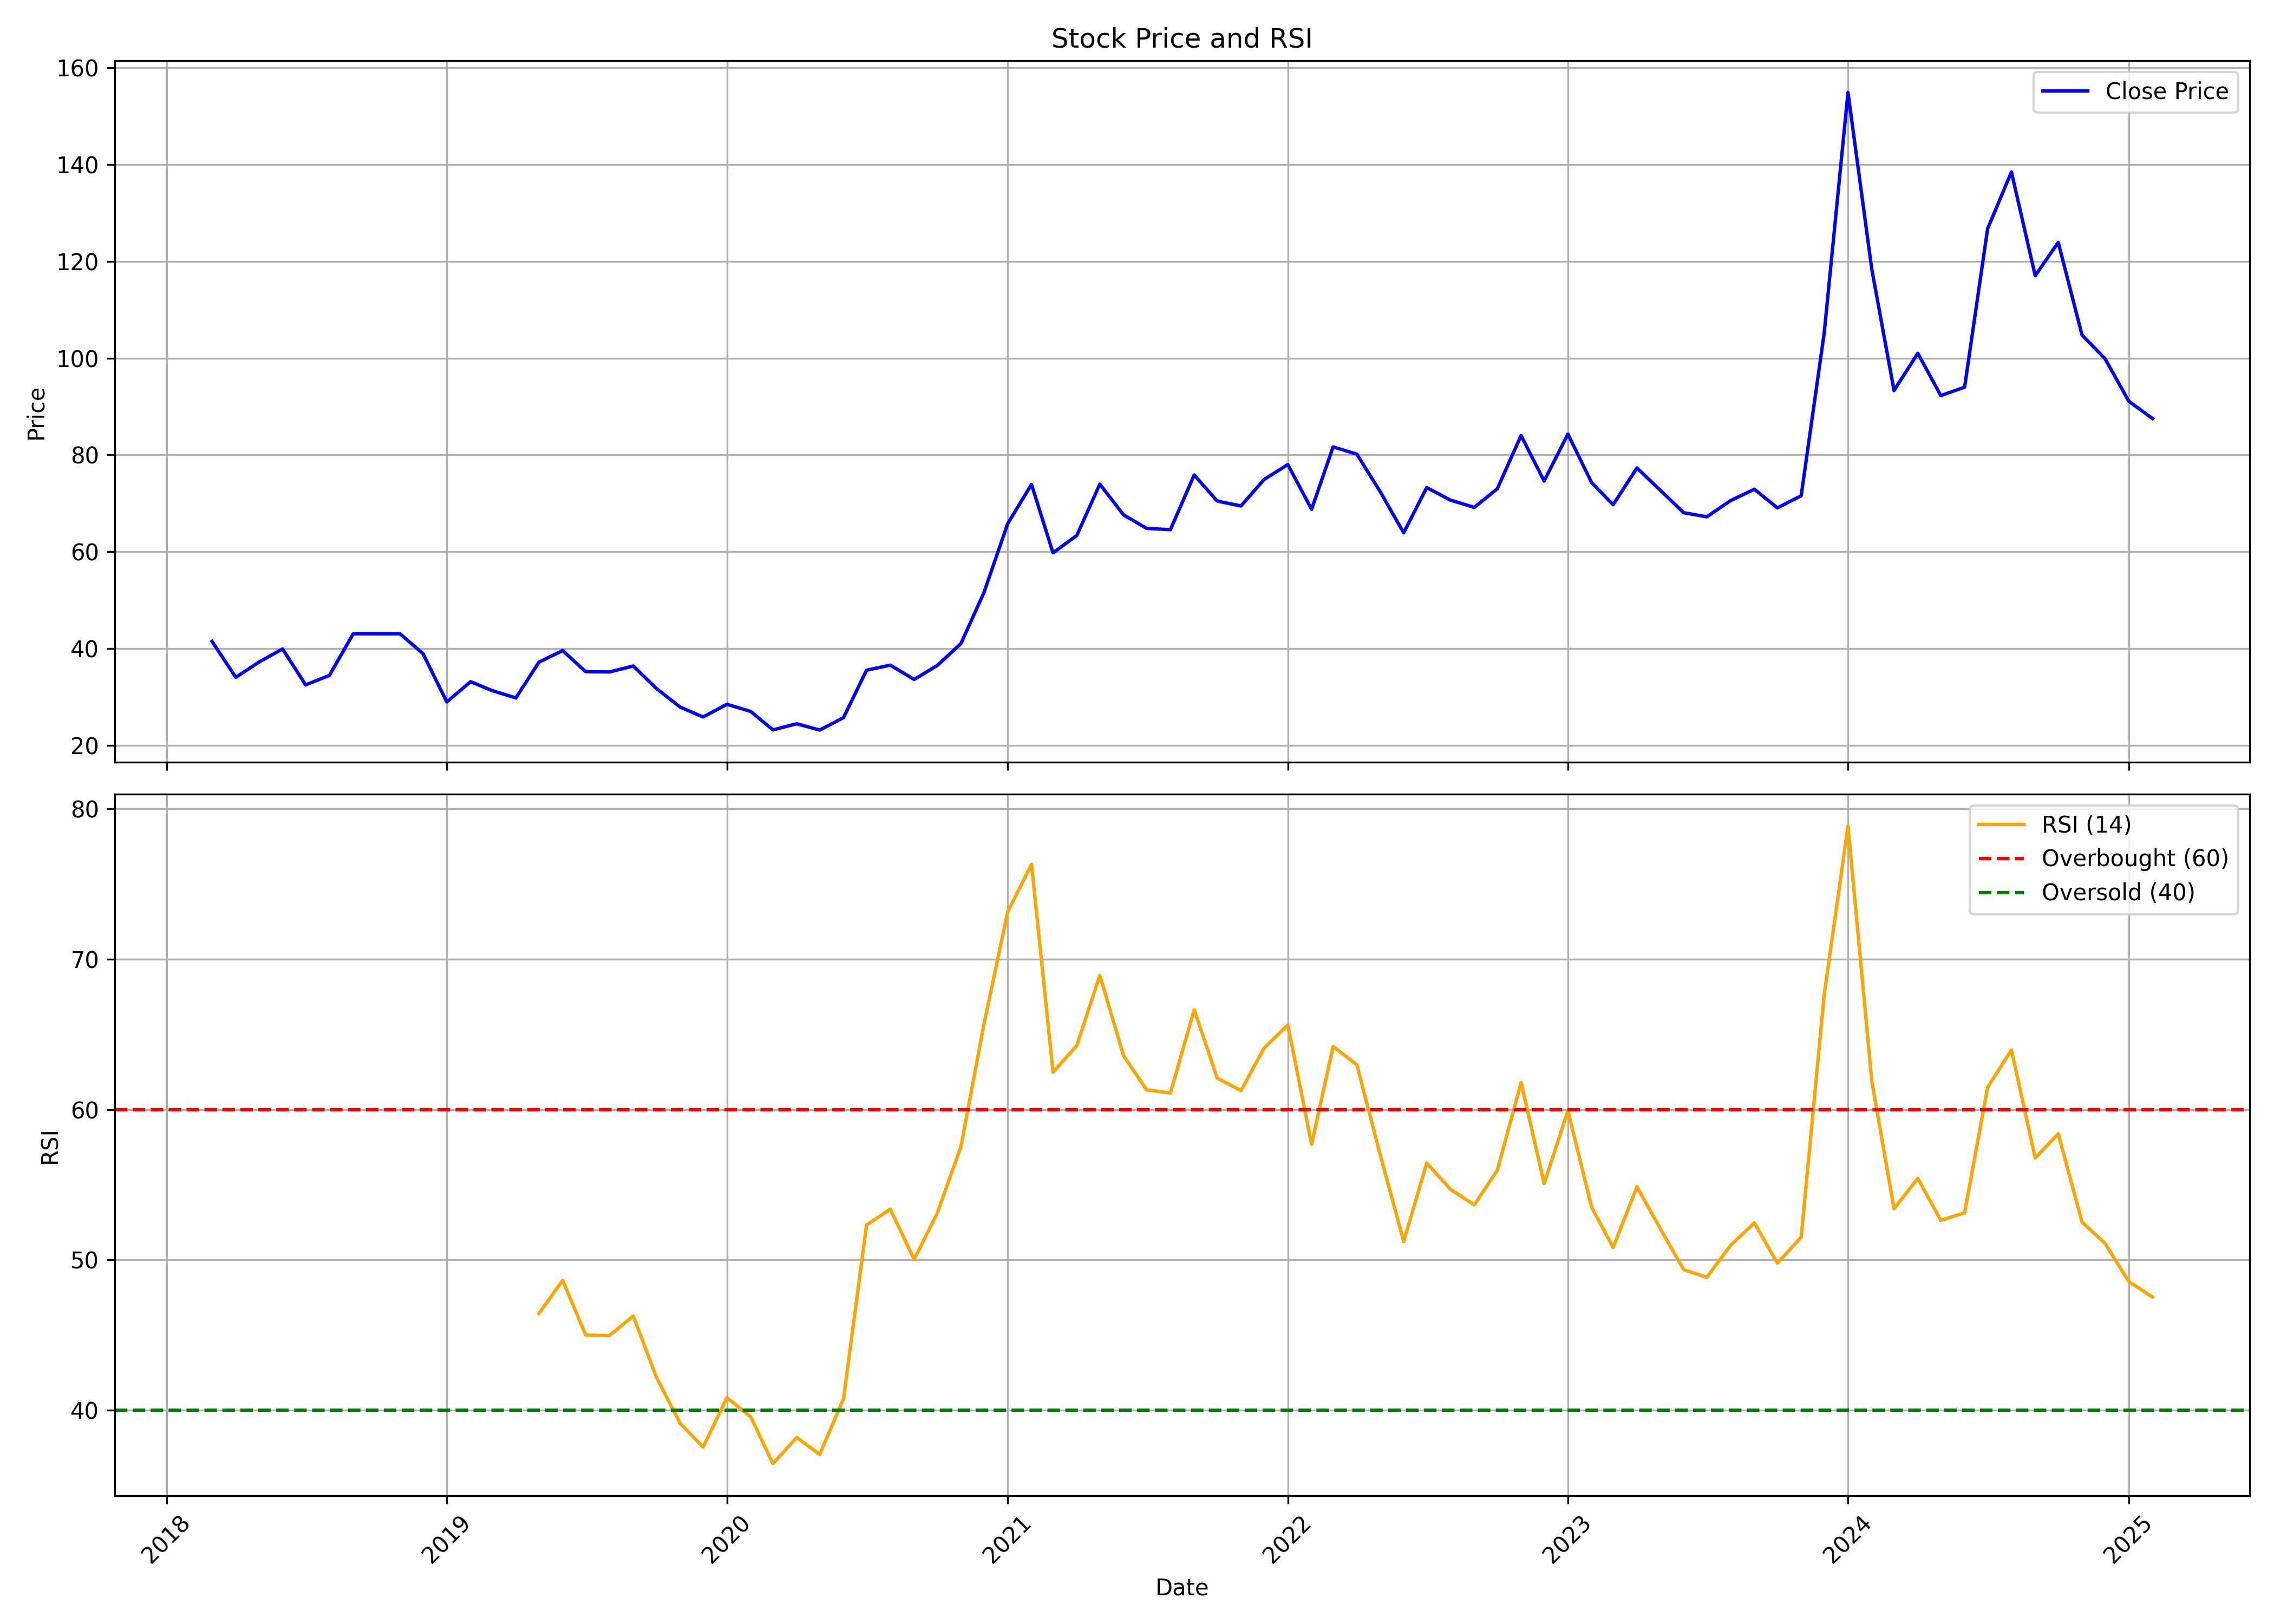 Stock Price and RSI
160
140
120
100
80
60
40
20
Price
Close Price
80
70
60
50
40
RSI
RSI (14)
Overbought (60)
Oversold (40)
2018
2019
2020
2021
2022
2023
2024
2025
Date